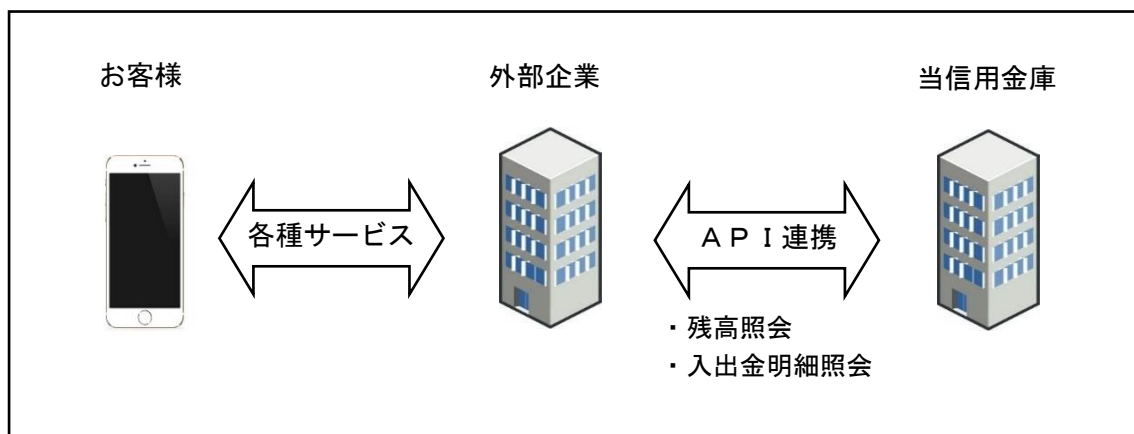 お客様
外部企業
当信用金庫
各種サービス
ＡＰＩ連携
・残高照会
・入出金明細照会